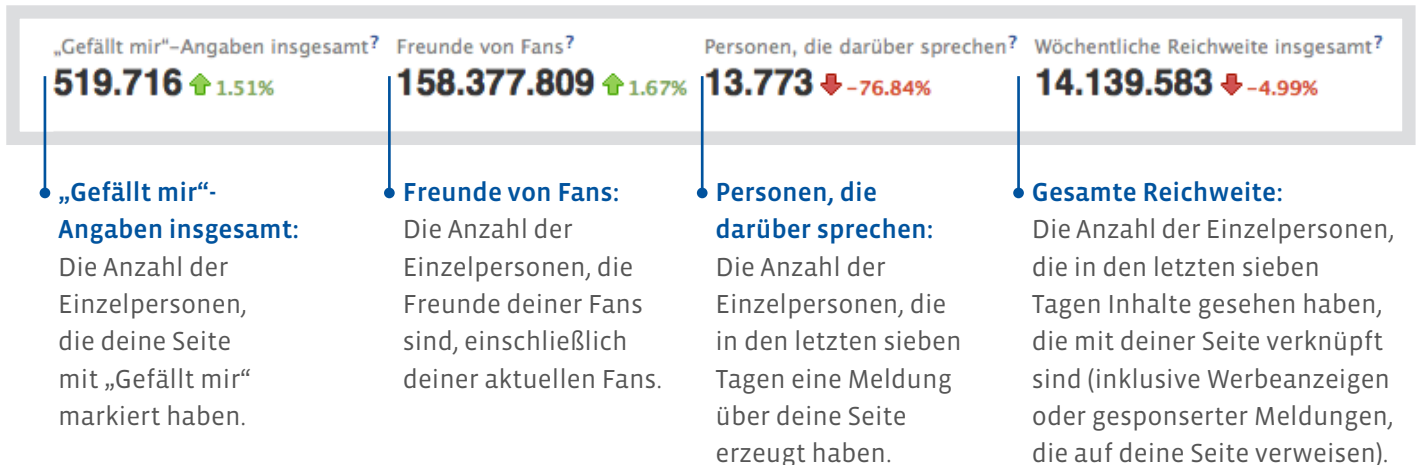 „Gefällt mir“-Angaben insgesamt? Freunde von Fans? Personen, die darüber sprechen? Wöchentliche Reichweite insgesamt?
519.716 1.51% 158.377.809 1.67% 13.773 -76.84% 14.139.583 -4.99%
„Gefällt mir“-
Angaben insgesamt:
Die Anzahl der
Einzelpersonen,
die deine Seite
mit „Gefällt mir“
markiert haben.
Freunde von Fans:
Die Anzahl der
Einzelpersonen, die
Freunde deiner Fans
sind, einschließlich
deiner aktuellen Fans.
Personen, die
darüber sprechen:
Die Anzahl der
Einzelpersonen, die
in den letzten sieben
Tagen eine Meldung
über deine Seite
erzeugt haben.
Gesamte Reichweite:
Die Anzahl der Einzelpersonen,
die in den letzten sieben
Tagen Inhalte gesehen haben,
die mit deiner Seite verknüpft
sind (inklusive Werbeanzeigen
oder gesponserter Meldungen,
die auf deine Seite verweisen).